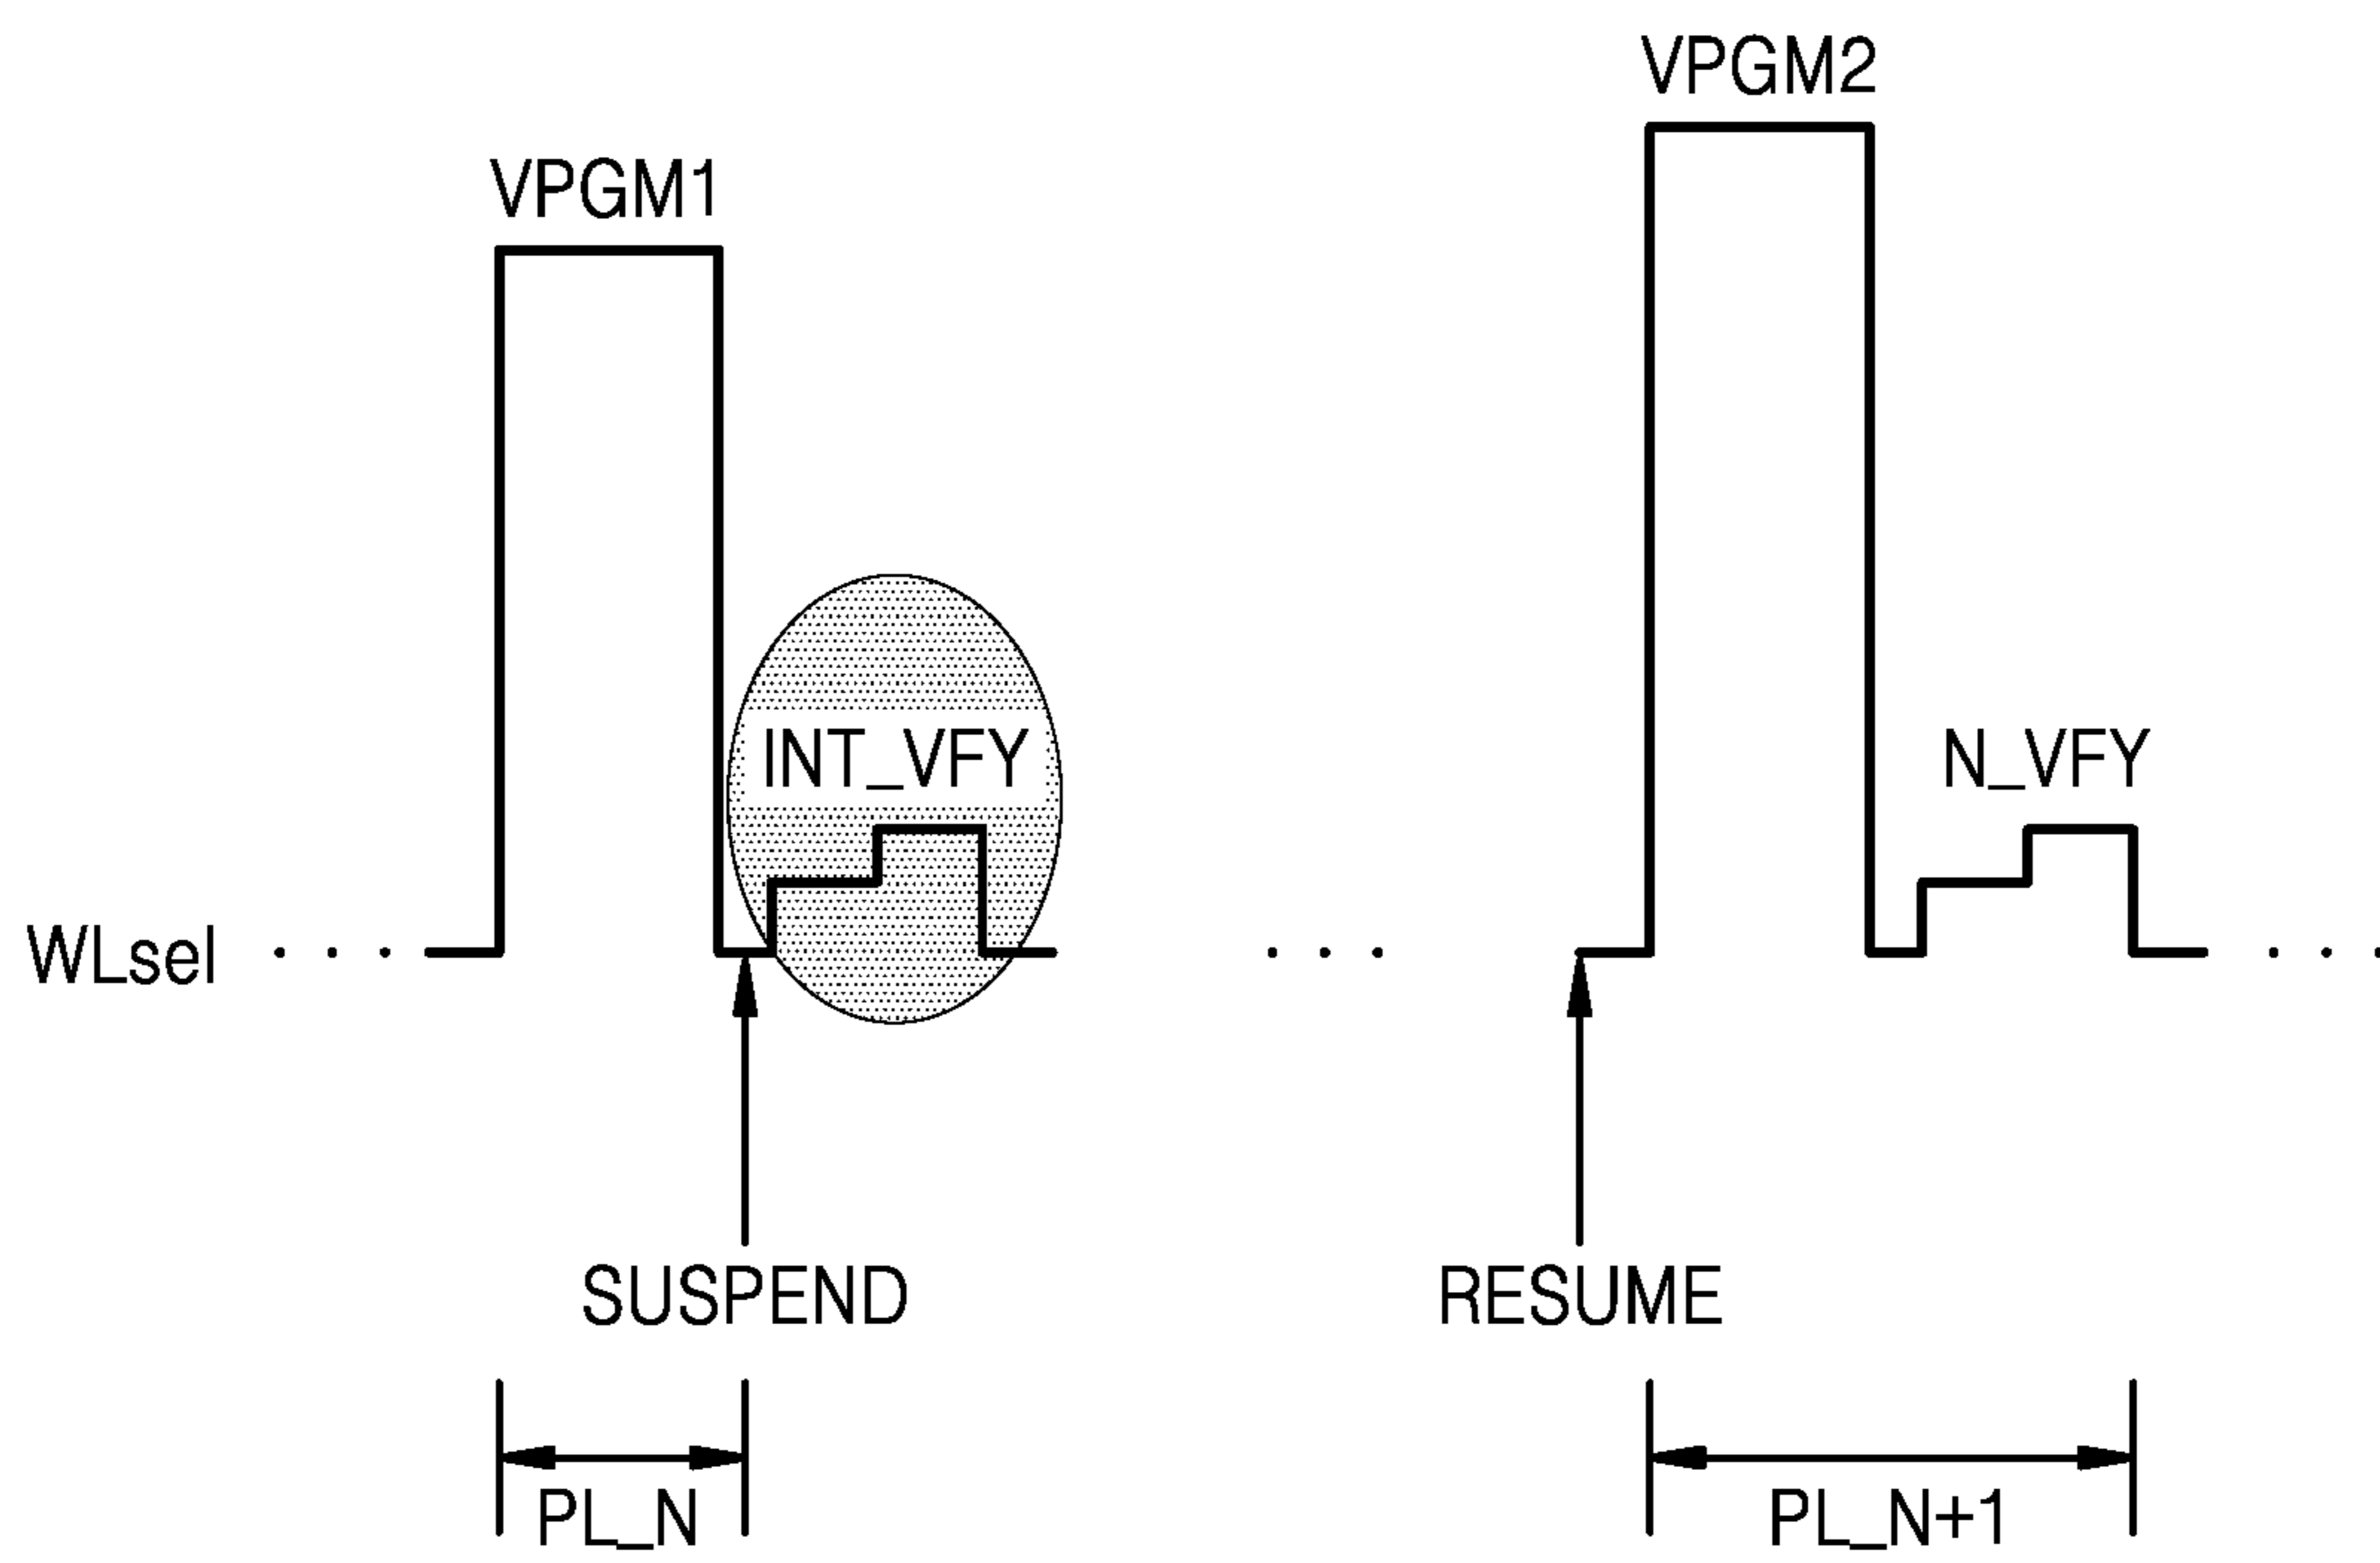 VPGM2
VPGM1
INT_VFY
N_VFY
WLsel
SUSPEND
RESUME
PL_N
PL_N+1